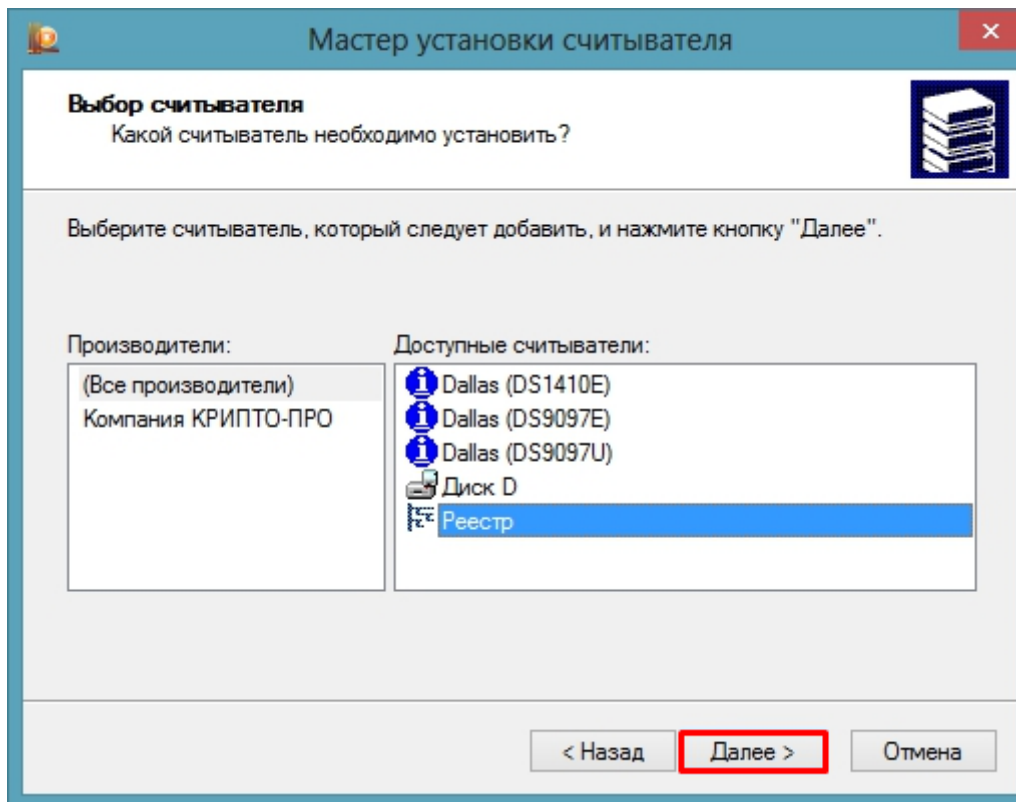 Мастер установки считывателя
Выбор считывателя
Какой считыватель необходимо установить?
Выберите считыватель, который следует добавить, и нажмите кнопку "Далее".
Производители:
(Все производители)
Компания КРИПТО-ПРО
Доступные считыватели:
Dallas (DS1410E)
Dallas (DS9097E)
Dallas (DS9097U)
Диск D
Реестр
< Назад
Далее >
Отмена